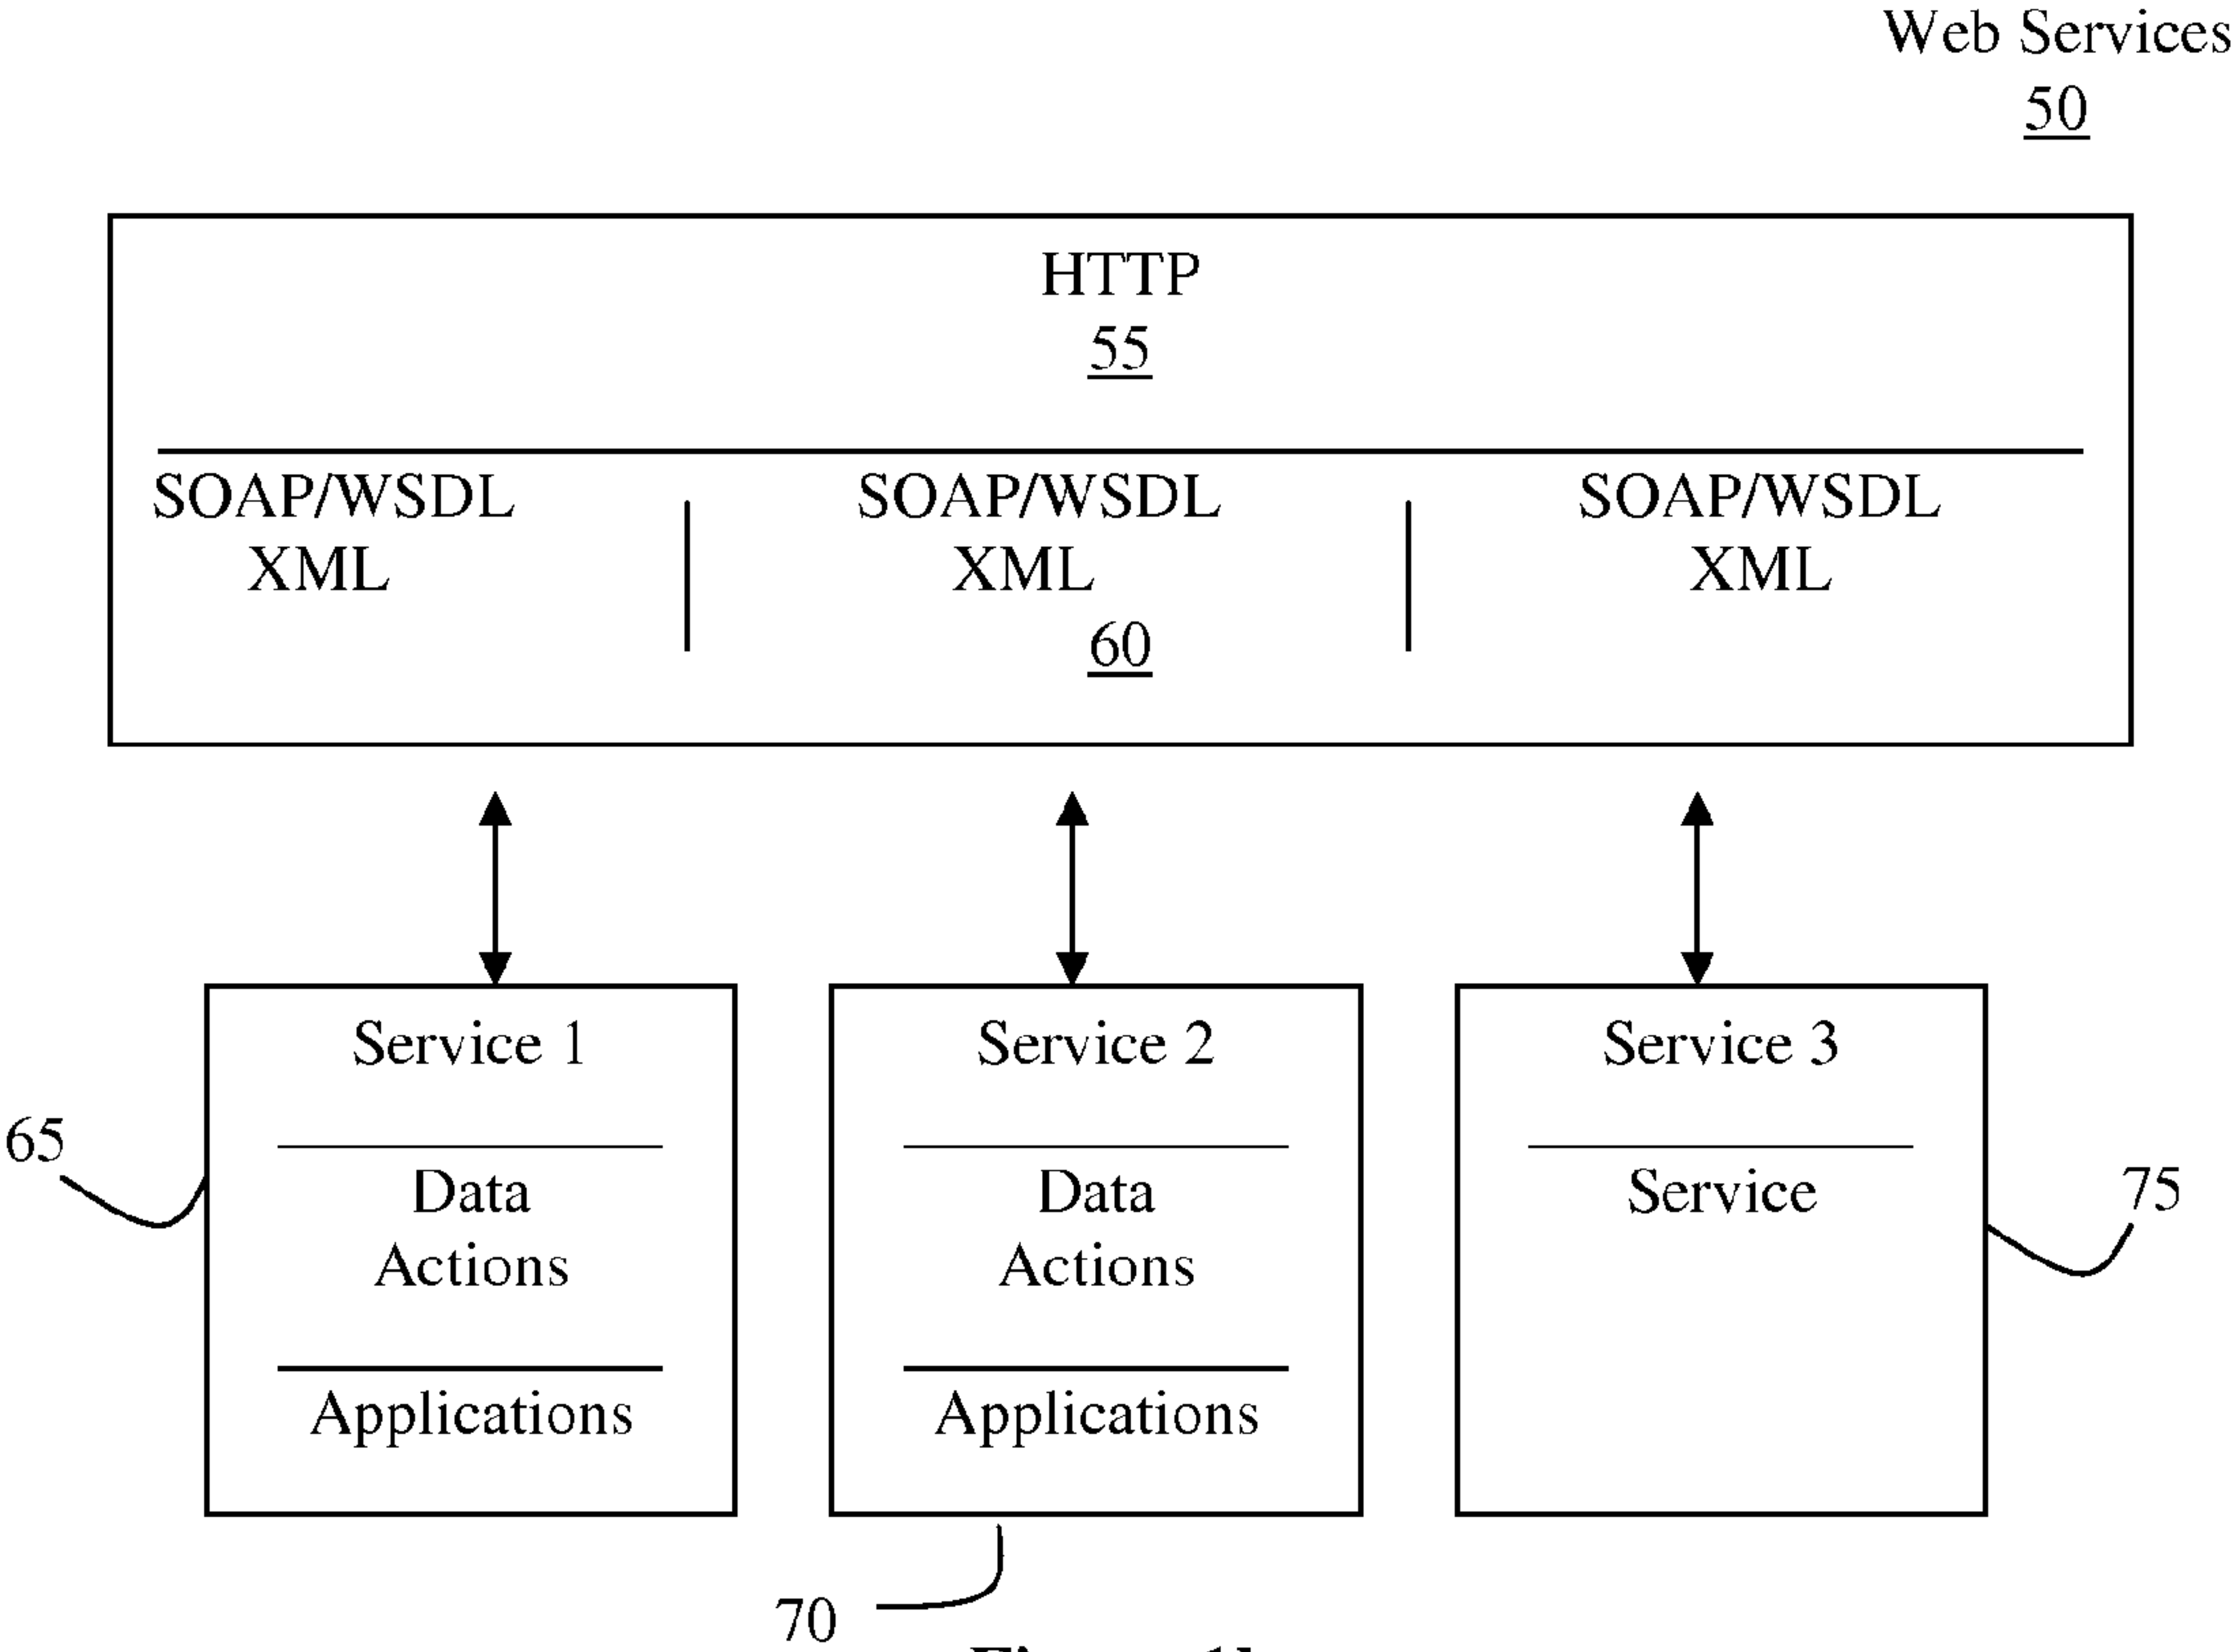 Web Services
50
HTTP
55
SOAP/WSDL
XML
SOAP/WSDL
XML
60
SOAP/WSDL
XML
Service 1
Data
Actions
Applications
65
Service 2
Data
Actions
Applications
70
Service 3
Service
75